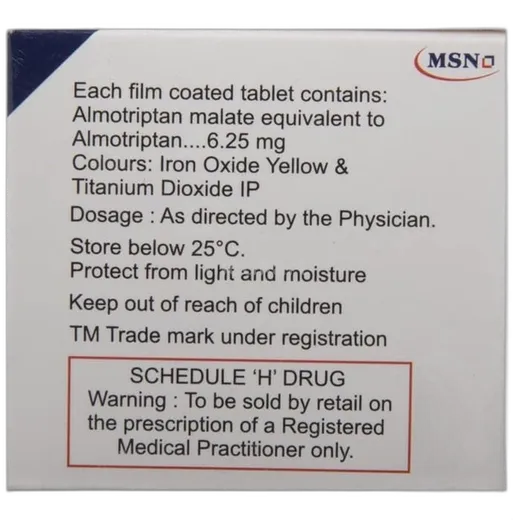 MSN
Each film coated tablet contains:
Almotriptan malate equivalent to
Almotriptan....6.25 mg
Colours: Iron Oxide Yellow &
Titanium Dioxide IP
Dosage : As directed by the Physician.
Store below 25°C.
Protect from light and moisture
Keep out of reach of children
TM Trade mark under registration
SCHEDULE 'H' DRUG
Warning : To be sold by retail on
the prescription of a Registered
Medical Practitioner only.